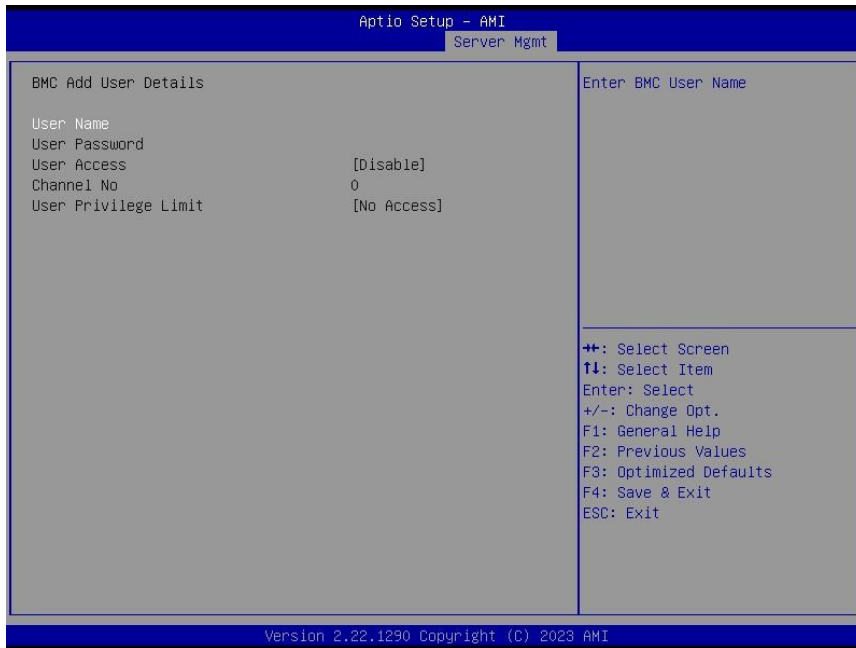 Aptio Setup – AMI
Server Mgmt
BMC Add User Details
User Name
User Password
User Access [Disable]
Channel No 0
User Privilege Limit [No Access]
Enter BMC User Name
→←: Select Screen
↑↓: Select Item
Enter: Select
+/-: Change Opt.
F1: General Help
F2: Previous Values
F3: Optimized Defaults
F4: Save & Exit
ESC: Exit
Version 2.22.1290 Copyright (C) 2023 AMI